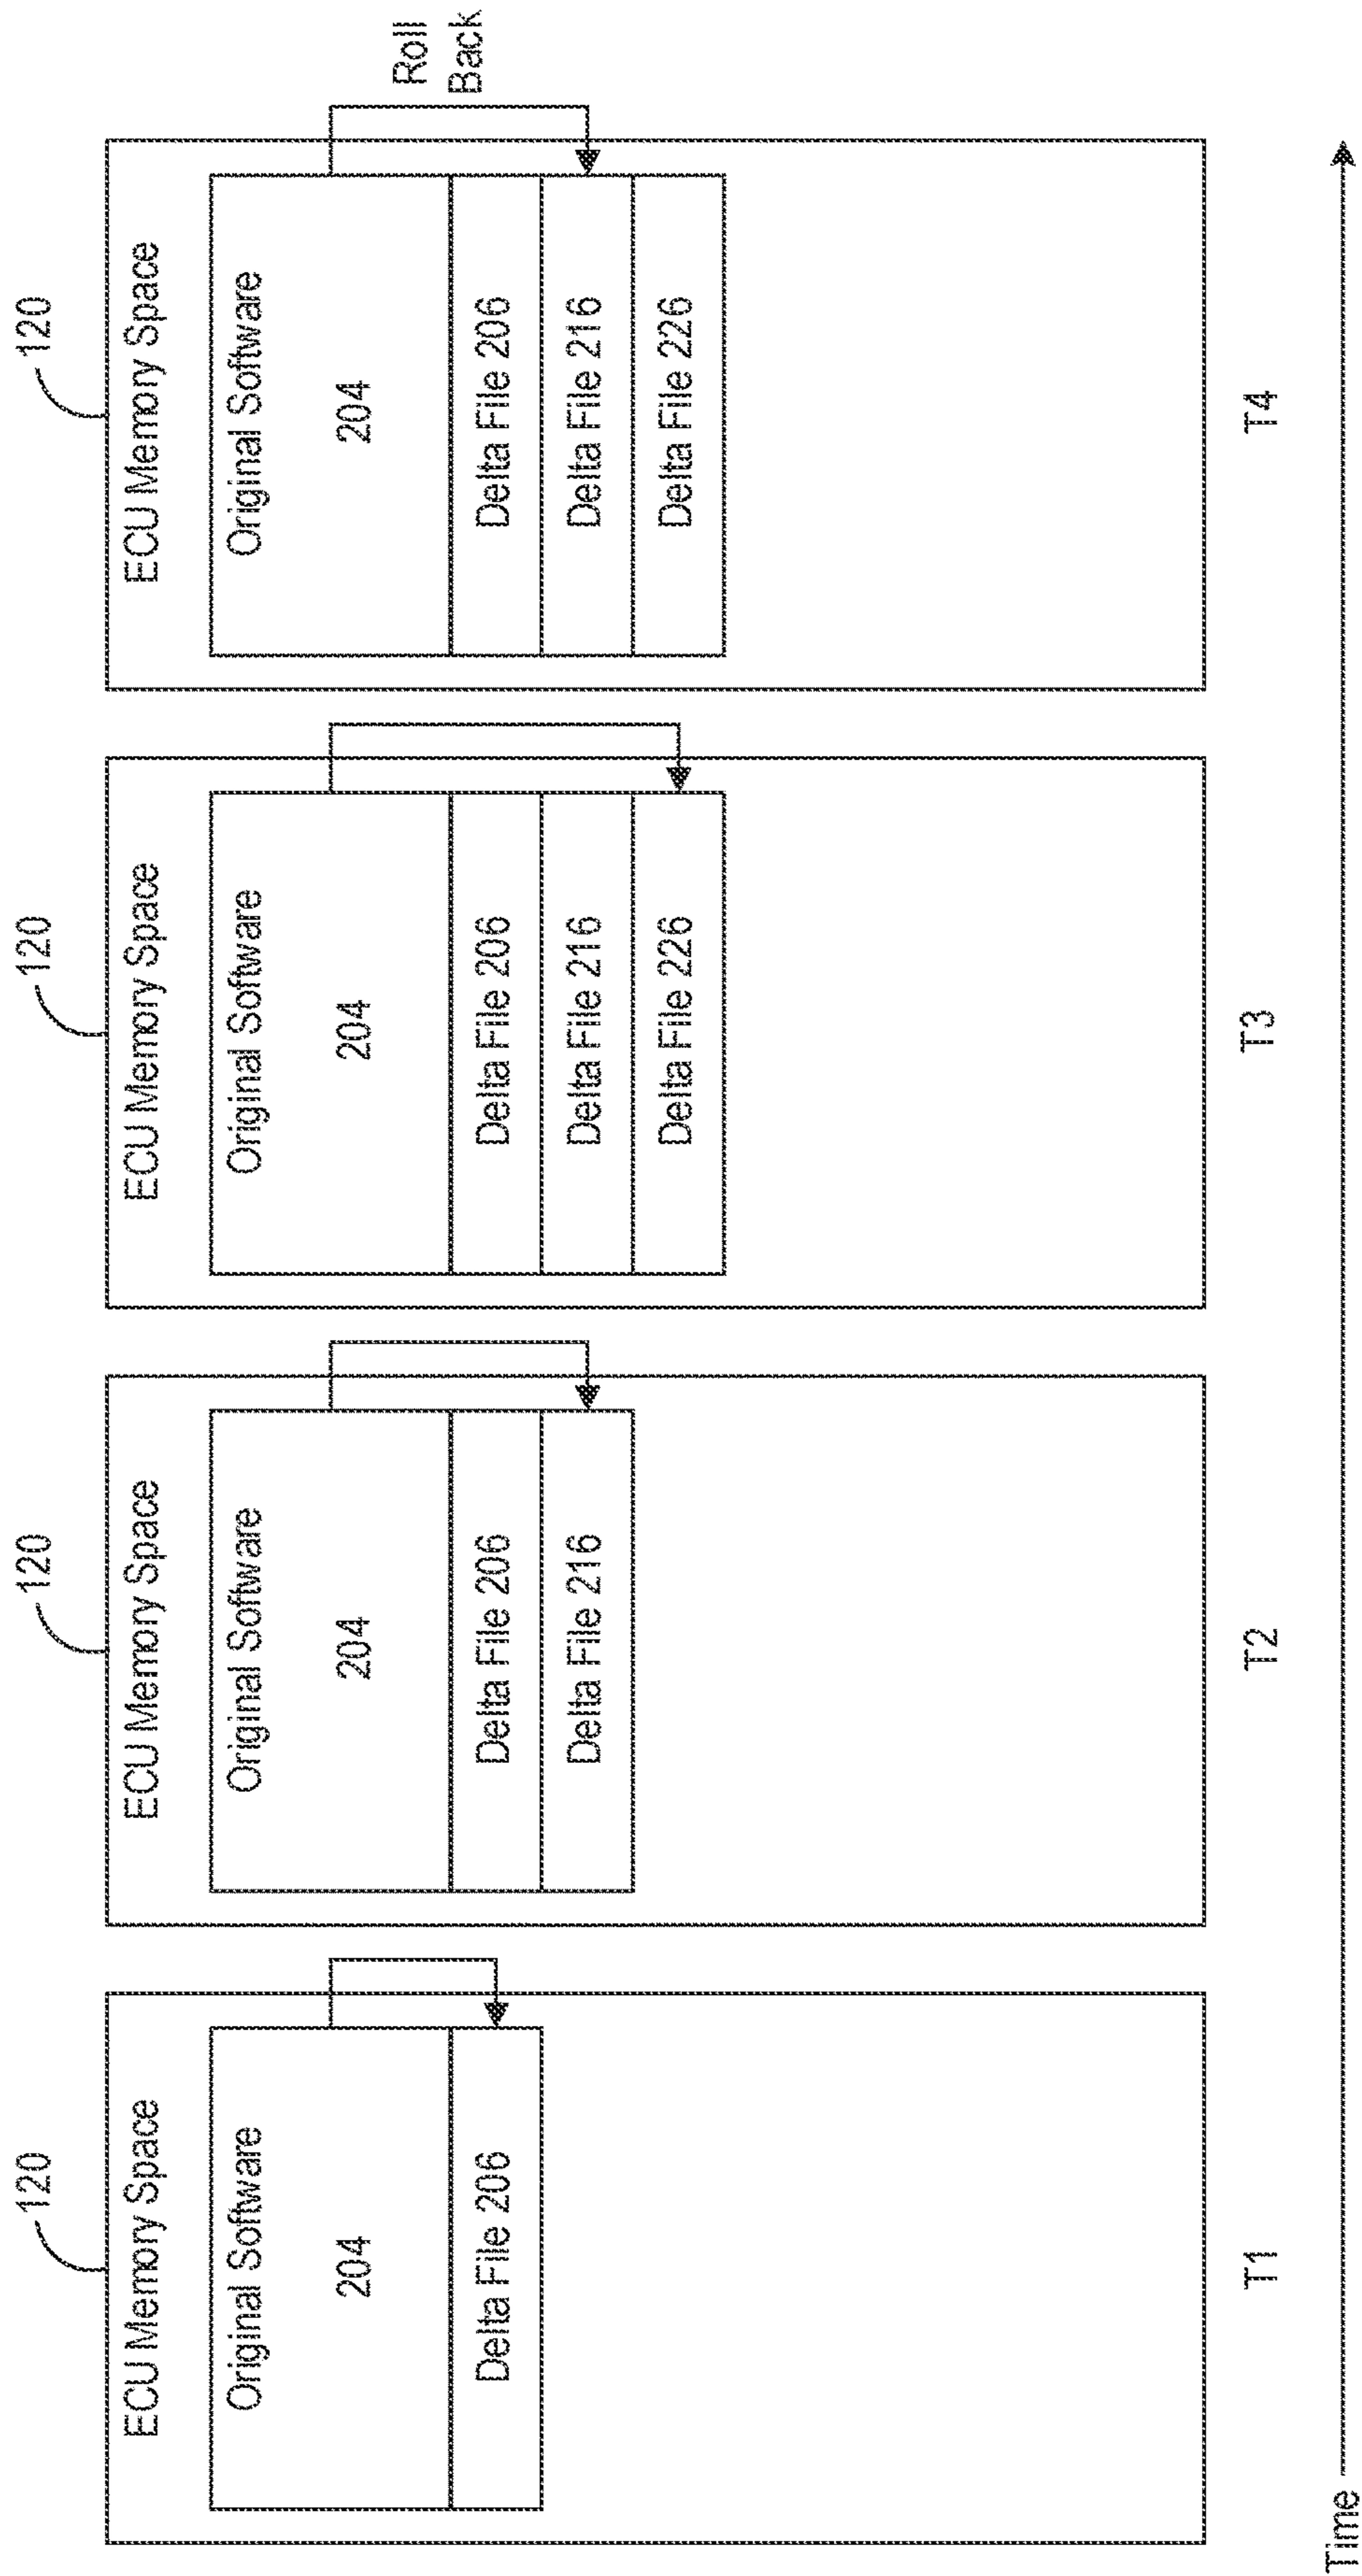 120
ECU Memory Space
Original Software
204
Delta File 206
T1
120
ECU Memory Space
Original Software
204
Delta File 206
Delta File 216
T2
120
ECU Memory Space
Original Software
204
Delta File 206
Delta File 216
Delta File 226
T3
120
ECU Memory Space
Original Software
204
Delta File 206
Delta File 216
Delta File 226
T4
Roll
Back
Time